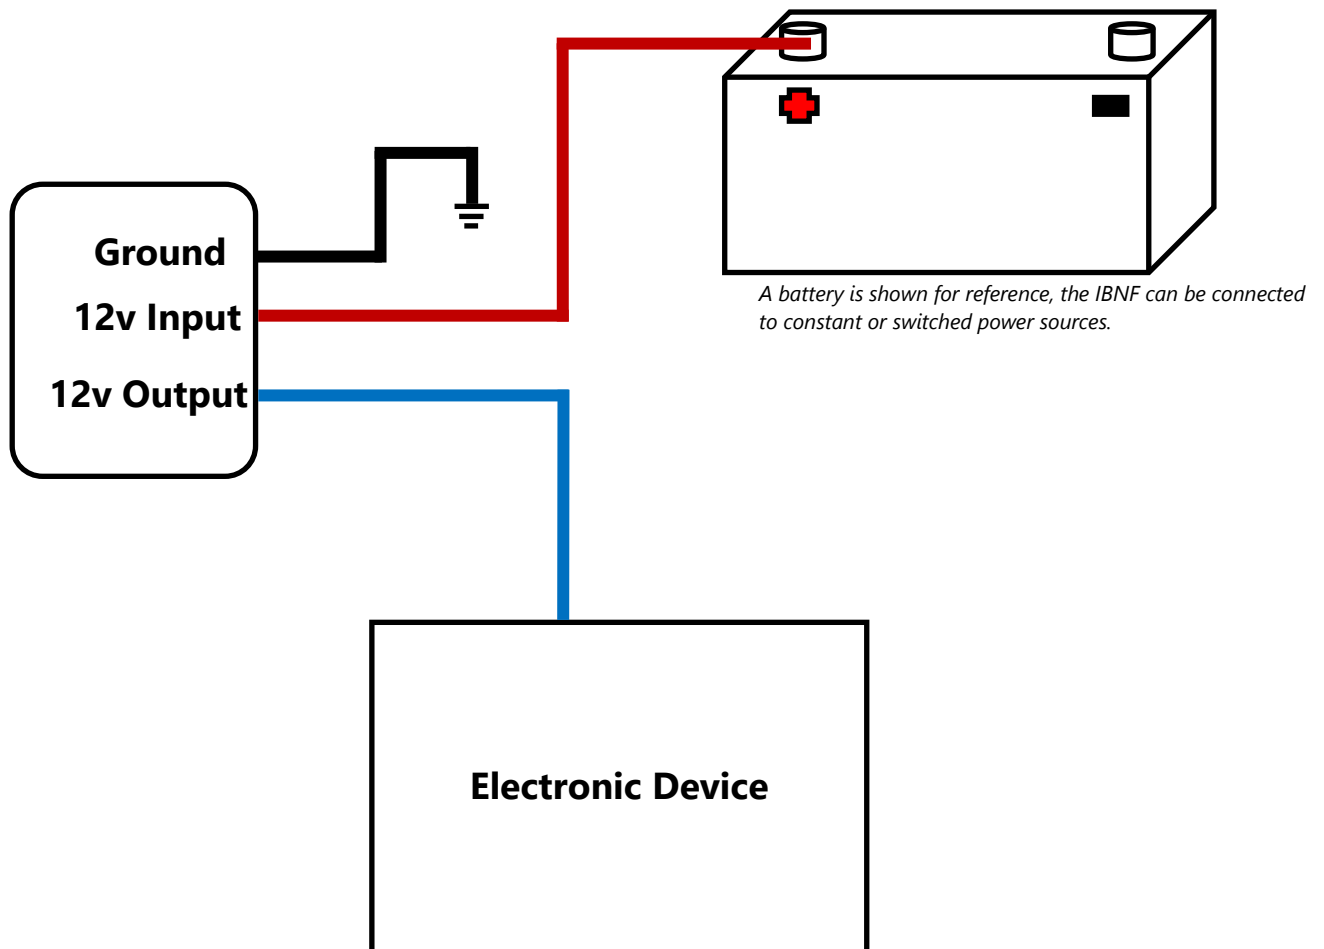 Ground
12v Input
12v Output
A battery is shown for reference, the IBNF can be connected
to constant or switched power sources.
Electronic Device